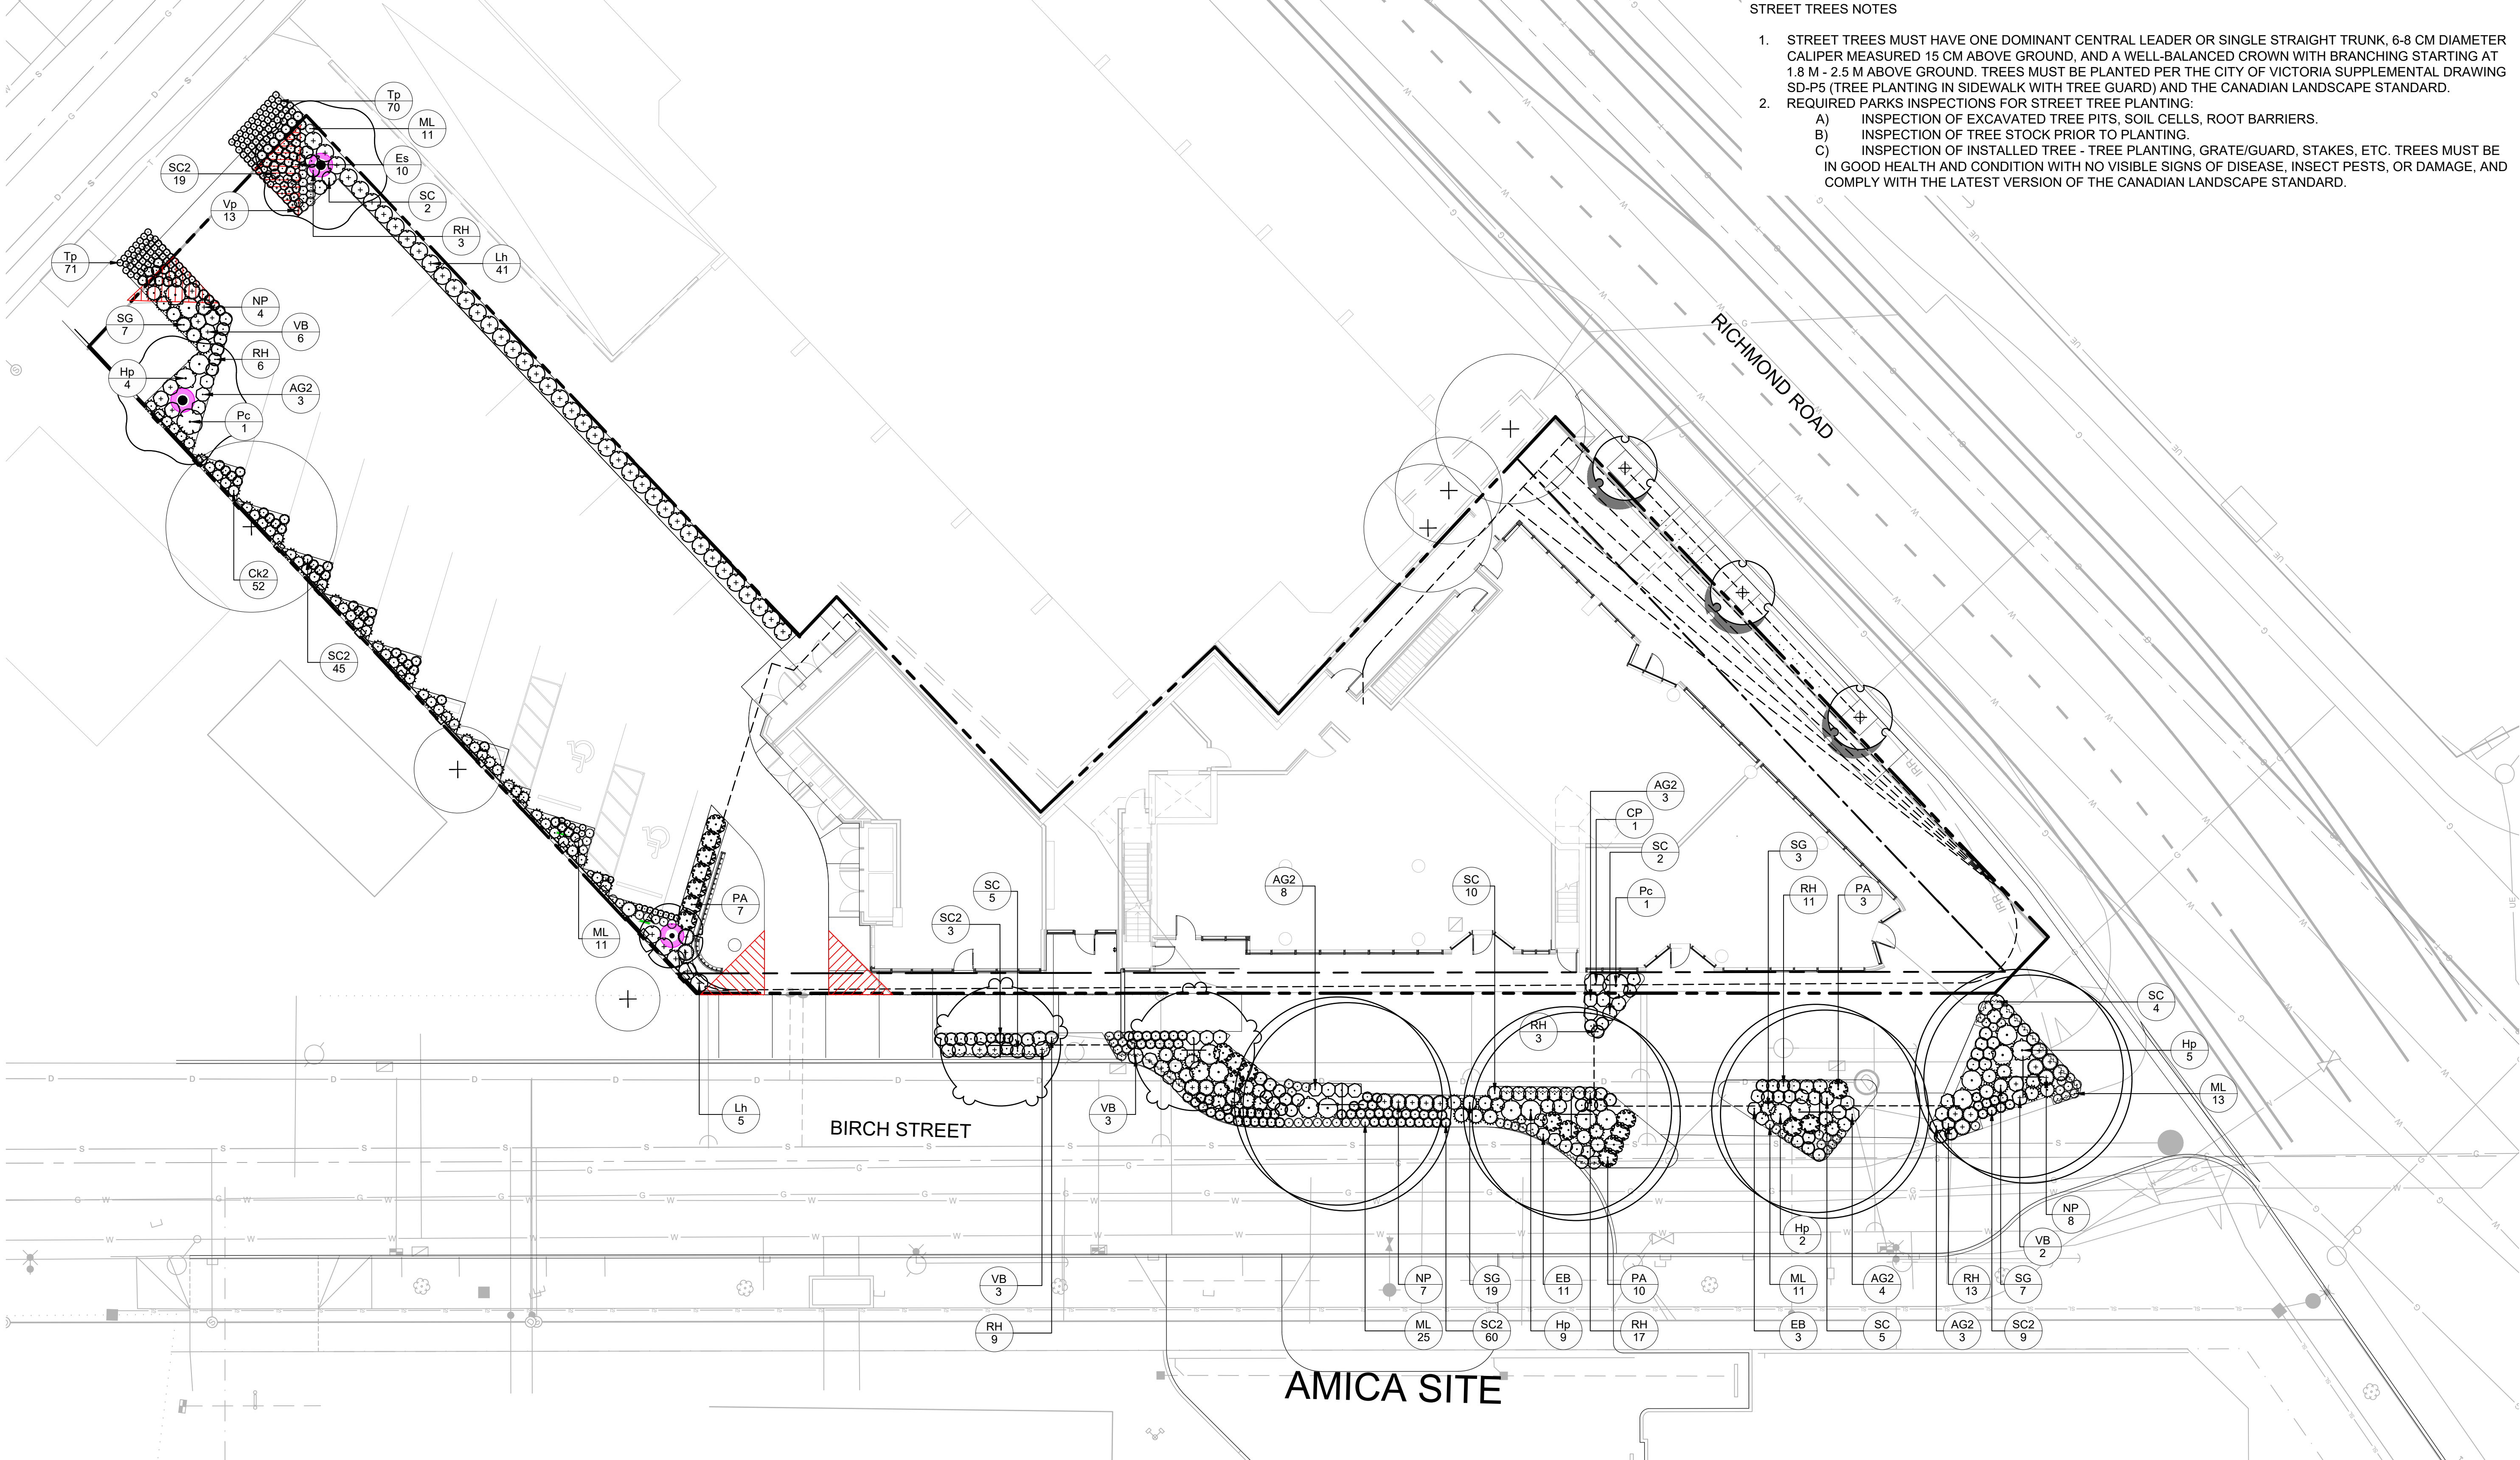 STREET TREES NOTES
1. STREET TREES MUST HAVE ONE DOMINANT CENTRAL LEADER OR SINGLE STRAIGHT TRUNK, 6-8 CM DIAMETER
CALIPER MEASURED 15 CM ABOVE GROUND, AND A WELL-BALANCED CROWN WITH BRANCHING STARTING AT
1.8 M - 2.5 M ABOVE GROUND. TREES MUST BE PLANTED PER THE CITY OF VICTORIA SUPPLEMENTAL DRAWING
SD-P5 (TREE PLANTING IN SIDEWALK WITH TREE GUARD) AND THE CANADIAN LANDSCAPE STANDARD.
2. REQUIRED PARKS INSPECTIONS FOR STREET TREE PLANTING:
A) INSPECTION OF EXCAVATED TREE PITS, SOIL CELLS, ROOT BARRIERS.
B) INSPECTION OF TREE STOCK PRIOR TO PLANTING.
C) INSPECTION OF INSTALLED TREE - TREE PLANTING, GRATE/GUARD, STAKES, ETC. TREES MUST BE
IN GOOD HEALTH AND CONDITION WITH NO VISIBLE SIGNS OF DISEASE, INSECT PESTS, OR DAMAGE, AND
COMPLY WITH THE LATEST VERSION OF THE CANADIAN LANDSCAPE STANDARD.
Tp
70
ML
11
Es
10
SC2
19
SC
2
Vp
13
RH
3
Lh
41
Tp
71
NP
4
SG
7
VB
6
RH
6
Hp
4
AG2
3
Pc
1
Ck2
52
SC2
45
RICHMOND ROAD
IRR
IRR
AG2
3
CP
1
SC
2
Pc
1
SG
3
RH
11
PA
3
SC
10
AG2
8
SC
5
SC2
3
PA
7
ML
11
RH
3
SC
4
Hp
5
ML
13
Lh
5
VB
3
BIRCH STREET
NP
8
VB
2
Hp
2
VB
3
NP
7
SG
19
EB
11
PA
10
ML
11
AG2
4
RH
13
SG
7
RH
9
ML
25
SC2
60
Hp
9
RH
17
EB
3
SC
5
AG2
3
SC2
9
AMICA SITE